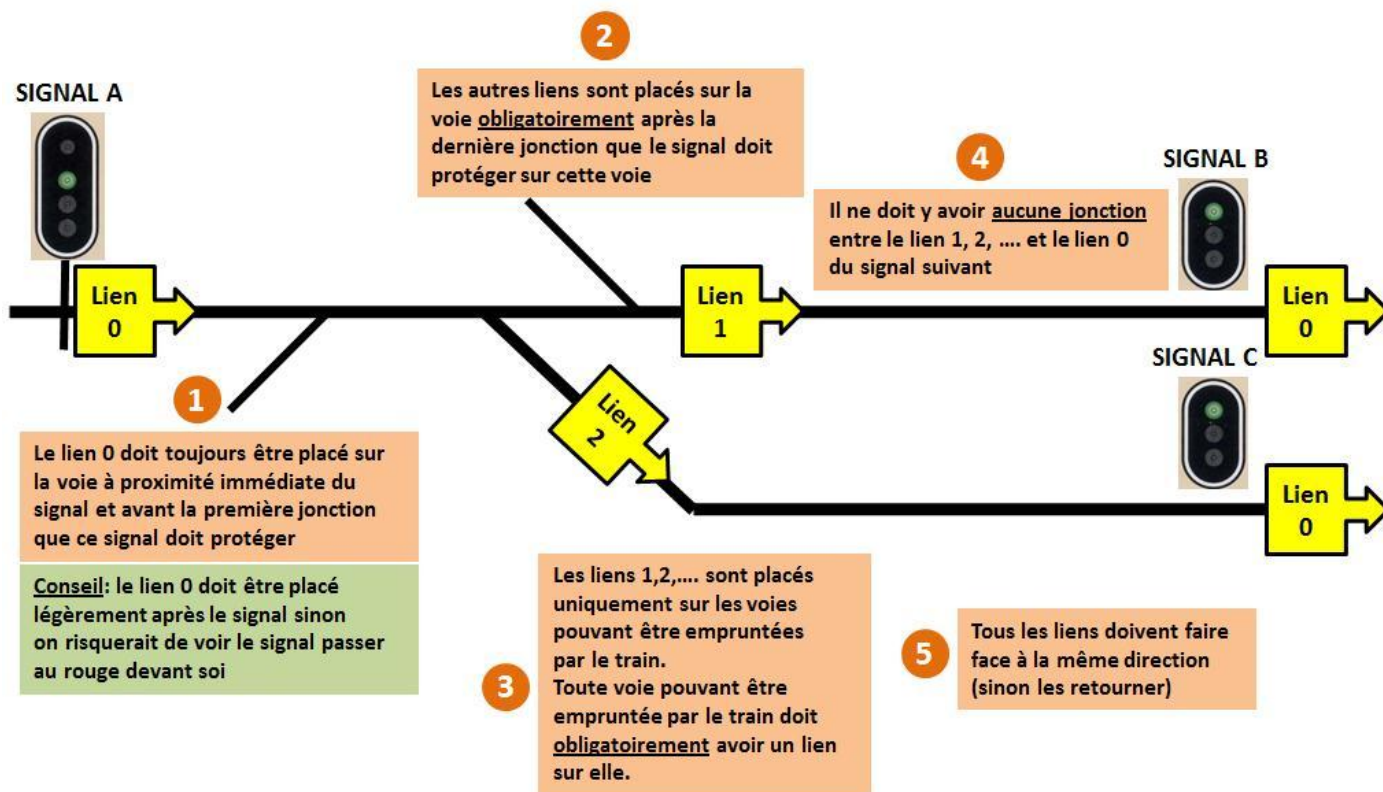 SIGNAL A
Lien
0
1
Le lien 0 doit toujours être placé sur
la voie à proximité immédiate du
signal et avant la première jonction
que ce signal doit protéger
Conseil: le lien 0 doit être placé
légèrement après le signal sinon
on risquerait de voir le signal passer
au rouge devant soi
2
Les autres liens sont placés sur la
voie obligatoirement après la
dernière jonction que le signal doit
protéger sur cette voie
Lien
1
Lien
2
3
Les liens 1,2,.... sont placés
uniquement sur les voies
pouvant être empruntées
par le train.
Toute voie pouvant être
empruntée par le train doit
obligatoirement avoir un lien
sur elle.
4
Il ne doit y avoir aucune jonction
entre le lien 1, 2, .... et le lien 0
du signal suivant
SIGNAL B
Lien
0
SIGNAL C
Lien
0
5
Tous les liens doivent faire
face à la même direction
(sinon les retourner)